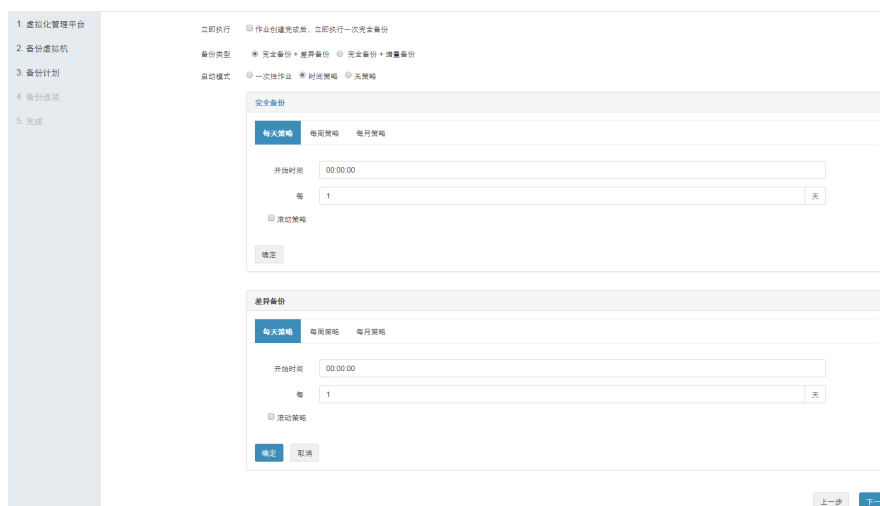 1. 虚拟化管理平台
2. 备份虚拟机
3. 备份计划
4. 备份选项
5. 完成
立即执行 作业创建完成后，立即执行一次完全备份
备份类型 完全备份 + 差异备份 完全备份 + 增量备份
启动模式 一次性作业 时间策略 无策略
完全备份
每天策略 每周策略 每月策略
开始时间 00:00:00
每 1 天
滚动策略
确定
差异备份
每天策略 每周策略 每月策略
开始时间 00:00:00
每 1 天
滚动策略
确定 取消
上一步 下一